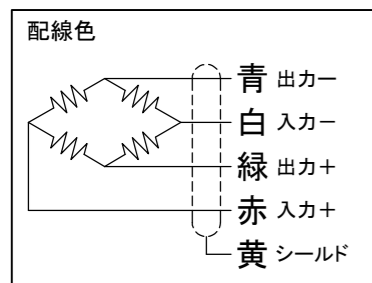 配線色
青 出力ー
白 入力－
緑 出力＋
赤 入力＋
黄 シールド